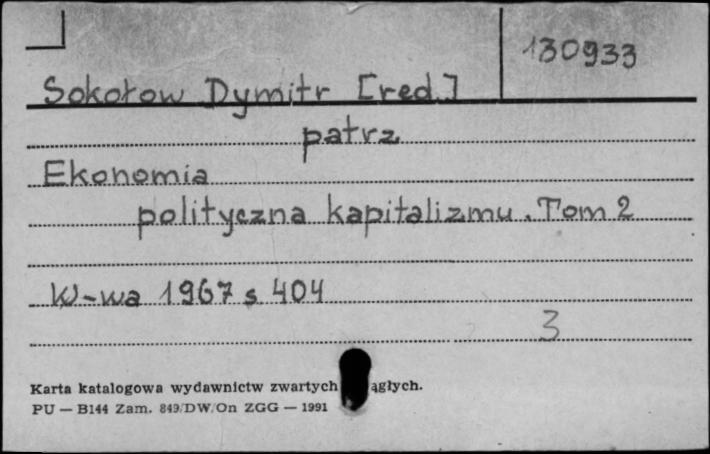 130933
Sokołow Dymitr [red.]
patrz
Ekonomia
polityczna kapitalizmu. Tom 2
W-wa 1967 s 404
3
Karta katalogowa wydawnictw zwartych ągłych.
PU — B144 Zam. 849/DW/On ZGG — 1991